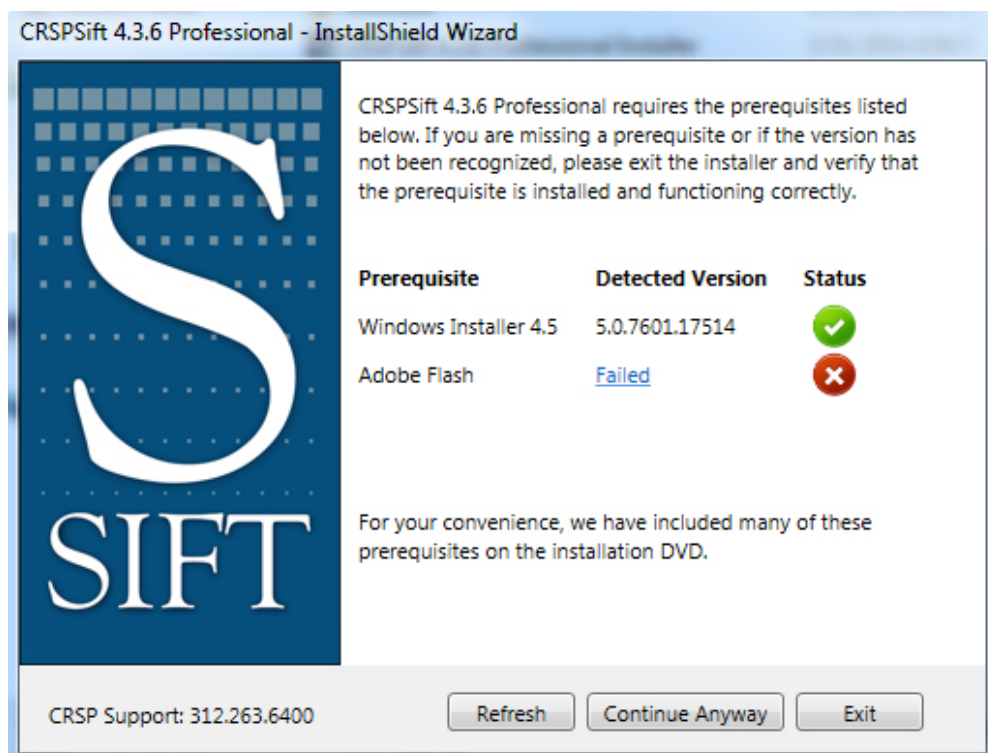 CRSPSift 4.3.6 Professional - InstallShield Wizard
S
SIFT
CRSPSift 4.3.6 Professional requires the prerequisites listed
below. If you are missing a prerequisite or if the version has
not been recognized, please exit the installer and verify that
the prerequisite is installed and functioning correctly.
Prerequisite Detected Version Status
Windows Installer 4.5 5.0.7601.17514
Adobe Flash Failed
For your convenience, we have included many of these
prerequisites on the installation DVD.
CRSP Support: 312.263.6400 Refresh Continue Anyway Exit